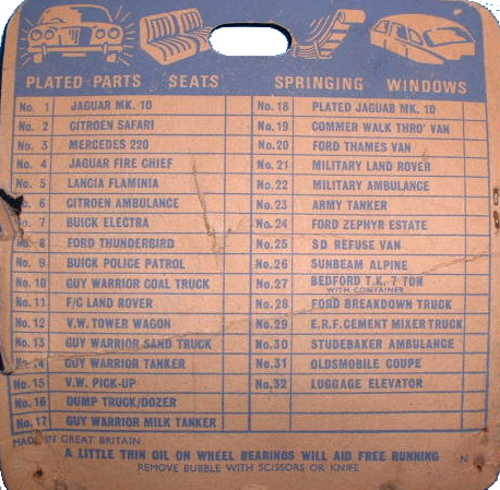 PLATED PARTS SEATS SPRINGING WINDOWS
No. 1 JAGUAR MK. 10
No. 2 CITROEN SAFARI
No. 3 MERCEDES 220
No. 4 JAGUAR FIRE CHIEF
No. 5 LANCIA FLAMINIA
No. 6 CITROEN AMBULANCE
No. 7 BUICK ELECTRA
No. 8 FORD THUNDERBIRD
No. 9 BUICK POLICE PATROL
No. 10 GUY WARRIOR COAL TRUCK
No. 11 F/C LAND ROVER
No. 12 V.W. TOWER WAGON
No. 13 GUY WARRIOR SAND TRUCK
No. 14 GUY WARRIOR TANKER
No. 15 V.W. PICK-UP
No. 16 DUMP TRUCK/DOZER
No. 17 GUY WARRIOR MILK TANKER
No. 18 PLATED JAGUAR MK. 10
No. 19 COMMER WALK THRO' VAN
No. 20 FORD THAMES VAN
No. 21 MILITARY LAND ROVER
No. 22 MILITARY AMBULANCE
No. 23 ARMY TANKER
No. 24 FORD ZEPHYR ESTATE
No. 25 S D REFUSE VAN
No. 26 SUNBEAM ALPINE
No. 27 BEDFORD T.K. 7 TON
WITH CONTAINER
No. 28 FORD BREAKDOWN TRUCK
No. 29 E.R.F. CEMENT MIXER TRUCK
No. 30 STUDEBAKER AMBULANCE
No. 31 OLDSMOBILE COUPE
No. 32 LUGGAGE ELEVATOR
MADE IN GREAT BRITAIN
A LITTLE THIN OIL ON WHEEL BEARINGS WILL AID FREE RUNNING
REMOVE BUBBLE WITH SCISSORS OR KNIFE
N